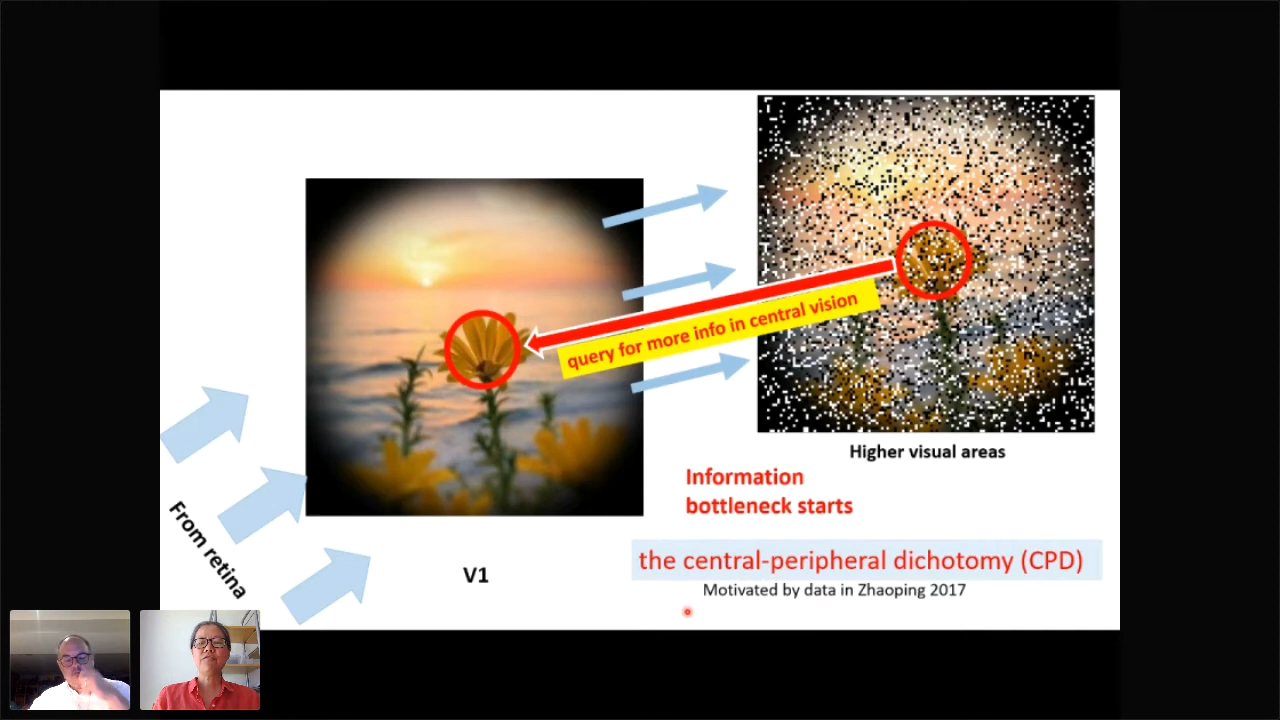 query for more info in central vision
Higher visual areas
Information
bottleneck starts
the central-peripheral dichotomy (CPD)
Motivated by data in Zhaoping 2017
V1
From retina